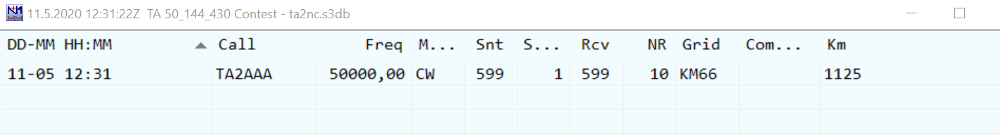 11.5.2020 12:31:22Z TA 50_144_430 Contest - ta2nc.s3db
DD-MM HH:MM Call Freq M... Snt S... Rcv NR Grid Com... Km
11-05 12:31 TA2AAA 50000,00 CW 599 1 599 10 KM66 1125